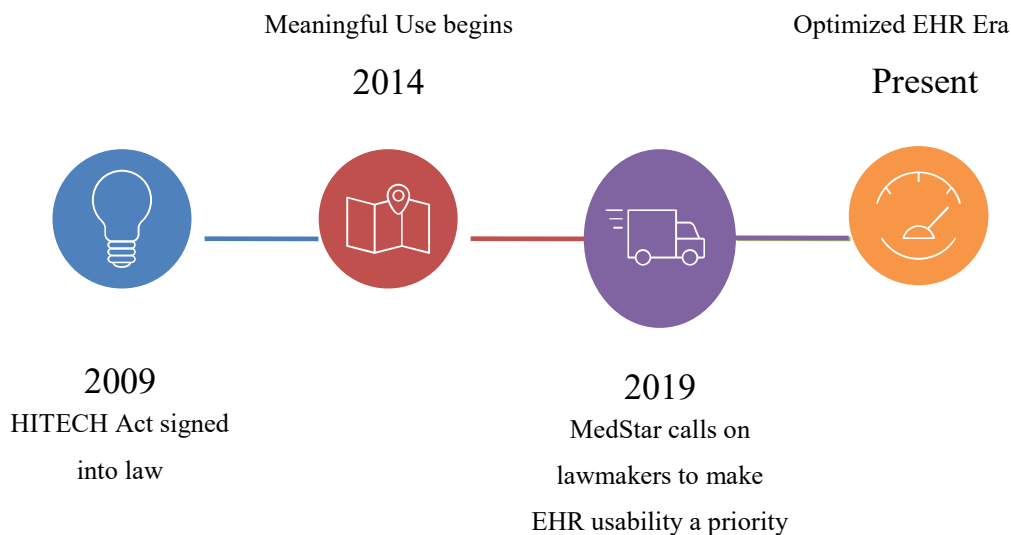 Meaningful Use begins
2014
Optimized EHR Era
Present
2009
HITECH Act signed
into law
2019
MedStar calls on
lawmakers to make
EHR usability a priority